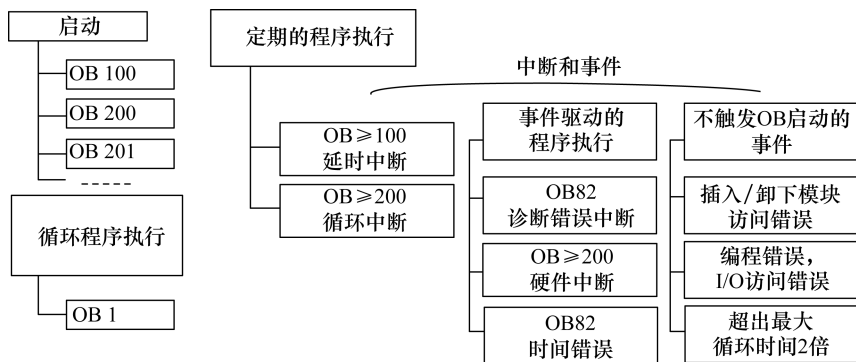 启动
OB 100
OB 200
OB 201
循环程序执行
OB 1
定期的程序执行
OB≥100
延时中断
OB≥200
循环中断
中断和事件
事件驱动的
程序执行
OB82
诊断错误中断
OB≥200
硬件中断
OB82
时间错误
不触发OB启动的
事件
插入/卸下模块
访问错误
编程错误,
I/O访问错误
超出最大
循环时间2倍